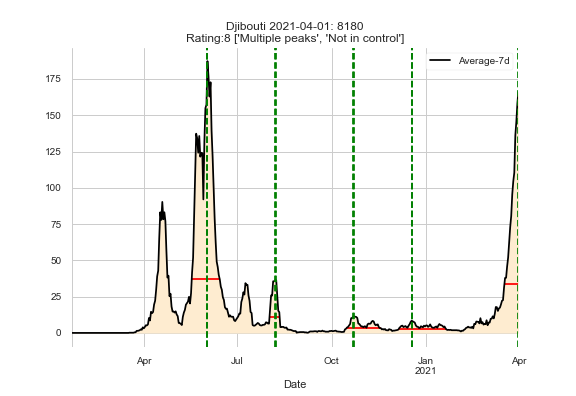 Djibouti 2021-04-01: 8180
Rating:8 ['Multiple peaks', 'Not in control']
Average-7d
175
150
125
100
75
50
25
0
Apr
Jul
Oct
Jan
2021
Apr
Date